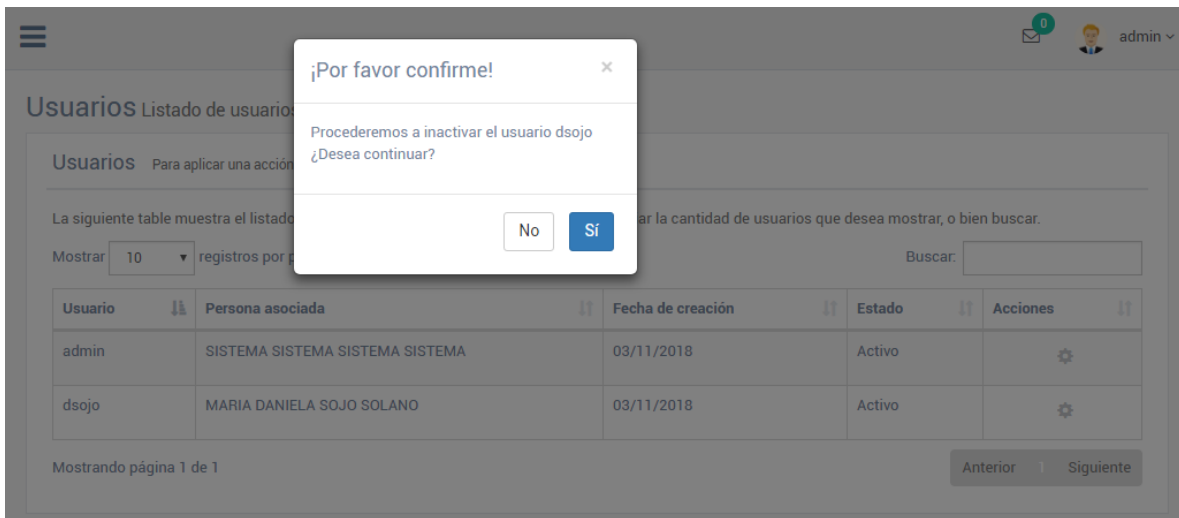 0
admin
¡Por favor confirme!
×
Usuarios Listado de usuario
Procederemos a inactivar el usuario dsojo
¿Desea continuar?
Usuarios Para aplicar una acción
La siguiente table muestra el listado
ar la cantidad de usuarios que desea mostrar, o bien buscar.
No Sí
Mostrar 10 registros por
Buscar:
Usuario Persona asociada Fecha de creación Estado Acciones
admin SISTEMA SISTEMA SISTEMA SISTEMA 03/11/2018 Activo
dsojo MARIA DANIELA SOJO SOLANO 03/11/2018 Activo
Mostrando página 1 de 1
Anterior 1 Siguiente